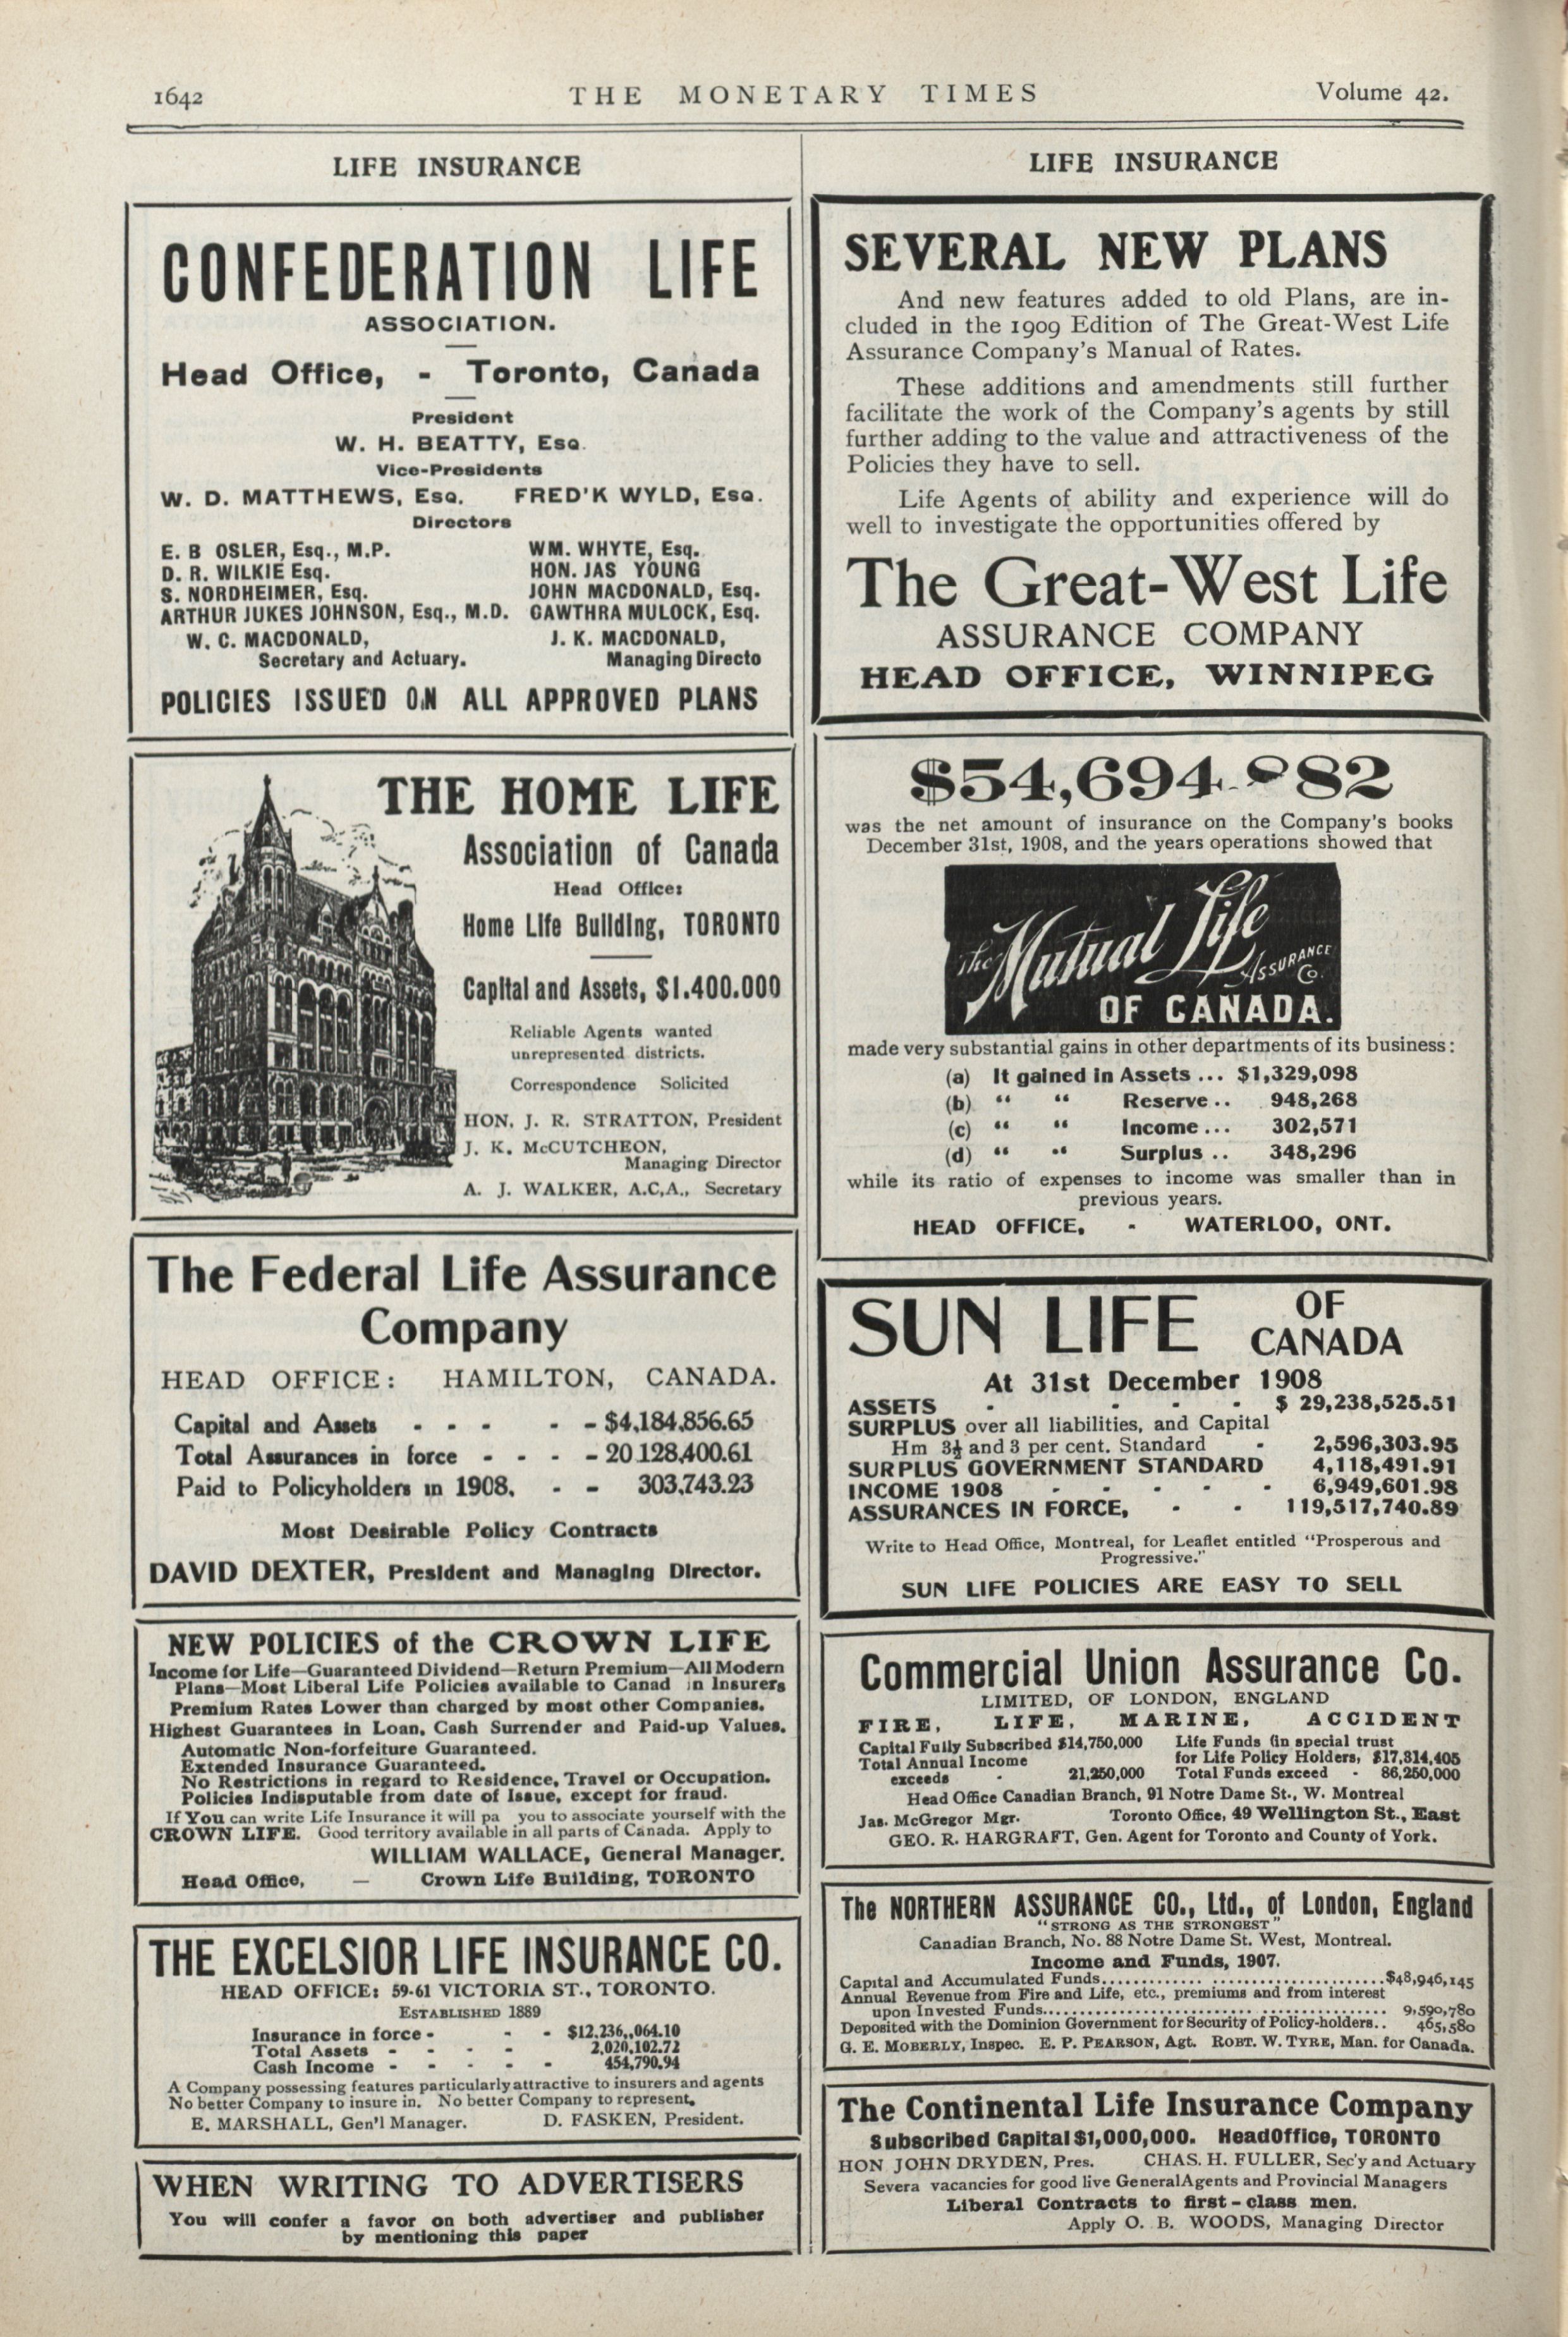 1642
THE MONETARY TIMES
Volume 42.
LIFE INSURANCE
CONFEDERATION LIFE
ASSOCIATION.
Head Office, - Toronto, Canada
President
W. H. BEATTY, Esq.
Vice-Presidents
W. D. MATTHEWS, Esq. FRED'K WYLD, Esq.
Directors
E. B OSLER, Esq., M.P. WM. WHYTE, Esq.
D. R. WILKIE Esq. HON. JAS YOUNG
S. NORDHEIMER, Esq. JOHN MACDONALD, Esq.
ARTHUR JUKES JOHNSON, Esq., M.D. CAWTHRA MULOCK, Esq.
W. C. MACDONALD, J. K. MACDONALD,
Secretary and Actuary. Managing Directo
POLICIES ISSUED ON ALL APPROVED PLANS
THE HOME LIFE
Association of Canada
Head Office:
Home Life Building, TORONTO
Capital and Assets, $1.400.000
Reliable Agents wanted
unrepresented districts.
Correspondence Solicited
HON. J. R. STRATTON, President
J. K. McCUTCHEON,
Managing Director
A. J. WALKER, A.C.A., Secretary
The Federal Life Assurance
Company
HEAD OFFICE: HAMILTON, CANADA.
Capital and Assets - - - - - $4,184,856.65
Total Assurances in force - - - - 20 128,400.61
Paid to Policyholders in 1908. - - 303,743.23
Most Desirable Policy Contracts
DAVID DEXTER, President and Managing Director.
NEW POLICIES of the CROWN LIFE
Income for Life—Guaranteed Dividend—Return Premium—All Modern
Plans—Most Liberal Life Policies available to Canad in Insurers
Premium Rates Lower than charged by most other Companies.
Highest Guarantees in Loan, Cash Surrender and Paid-up Values.
Automatic Non-forfeiture Guaranteed.
Extended Insurance Guaranteed.
No Restrictions in regard to Residence, Travel or Occupation.
Policies Indisputable from date of Issue, except for fraud.
If You can write Life Insurance it will pa you to associate yourself with the
CROWN LIFE. Good territory available in all parts of Canada. Apply to
WILLIAM WALLACE, General Manager.
Head Office, — Crown Life Building, TORONTO
THE EXCELSIOR LIFE INSURANCE CO.
HEAD OFFICE: 59-61 VICTORIA ST., TORONTO.
ESTABLISHED 1889
Insurance in force - - - $12,236,,064.10
Total Assets - - - - 2,020,102.72
Cash Income - - - - - 454,790.94
A Company possessing features particularly attractive to insurers and agents
No better Company to insure in. No better Company to represent.
E. MARSHALL, Gen'l Manager. D. FASKEN, President.
WHEN WRITING TO ADVERTISERS
You will confer a favor on both advertiser and publisher
by mentioning this paper
LIFE INSURANCE
SEVERAL NEW PLANS
And new features added to old Plans, are in-
cluded in the 1909 Edition of The Great-West Life
Assurance Company's Manual of Rates.
These additions and amendments still further
facilitate the work of the Company's agents by still
further adding to the value and attractiveness of the
Policies they have to sell.
Life Agents of ability and experience will do
well to investigate the opportunities offered by
The Great-West Life
ASSURANCE COMPANY
HEAD OFFICE, WINNIPEG
$54,694 82
was the net amount of insurance on the Company's books
December 31st, 1908, and the years operations showed that
The Mutual Life
ASSURANCE Co.
OF CANADA.
made very substantial gains in other departments of its business:
(a) It gained in Assets ... $1,329,098
(b) “ “ Reserve .. 948,268
(c) “ “ Income ... 302,571
(d) “ “ Surplus .. 348,296
while its ratio of expenses to income was smaller than in
previous years.
HEAD OFFICE, - WATERLOO, ONT.
SUN LIFE OF CANADA
At 31st December 1908
ASSETS - - - - $ 29,238,525.51
SURPLUS over all liabilities, and Capital
Hm 3½ and 3 per cent. Standard - 2,596,303.95
SURPLUS GOVERNMENT STANDARD 4,118,491.91
INCOME 1908 - - - - - 6,949,601.98
ASSURANCES IN FORCE, - - 119,517,740.89
Write to Head Office, Montreal, for Leaflet entitled "Prosperous and
Progressive."
SUN LIFE POLICIES ARE EASY TO SELL
Commercial Union Assurance Co.
LIMITED, OF LONDON, ENGLAND
FIRE, LIFE, MARINE, ACCIDENT
Capital Fully Subscribed $14,750,000 Life Funds (in special trust
Total Annual Income for Life Policy Holders, $17,314,405
exceeds - 21,250,000 Total Funds exceed - 86,250,000
Head Office Canadian Branch, 91 Notre Dame St., W. Montreal
Jas. McGregor Mgr. Toronto Office, 49 Wellington St., East
GEO. R. HARGRAFT, Gen. Agent for Toronto and County of York.
The NORTHERN ASSURANCE CO., Ltd., of London, England
"STRONG AS THE STRONGEST"
Canadian Branch, No. 88 Notre Dame St. West, Montreal.
Income and Funds, 1907.
Capital and Accumulated Funds.................................$48,946,145
Annual Revenue from Fire and Life, etc., premiums and from interest
upon Invested Funds................................................. 9,590,780
Deposited with the Dominion Government for Security of Policy-holders.. 465,580
G. E. MOBERLY, Inspec. E. P. PEARSON, Agt. ROBT. W. TYRE, Man. for Canada.
The Continental Life Insurance Company
Subscribed Capital $1,000,000. Head Office, TORONTO
HON JOHN DRYDEN, Pres. CHAS. H. FULLER, Sec'y and Actuary
Severa vacancies for good live General Agents and Provincial Managers
Liberal Contracts to first-class men.
Apply O. B. WOODS, Managing Director